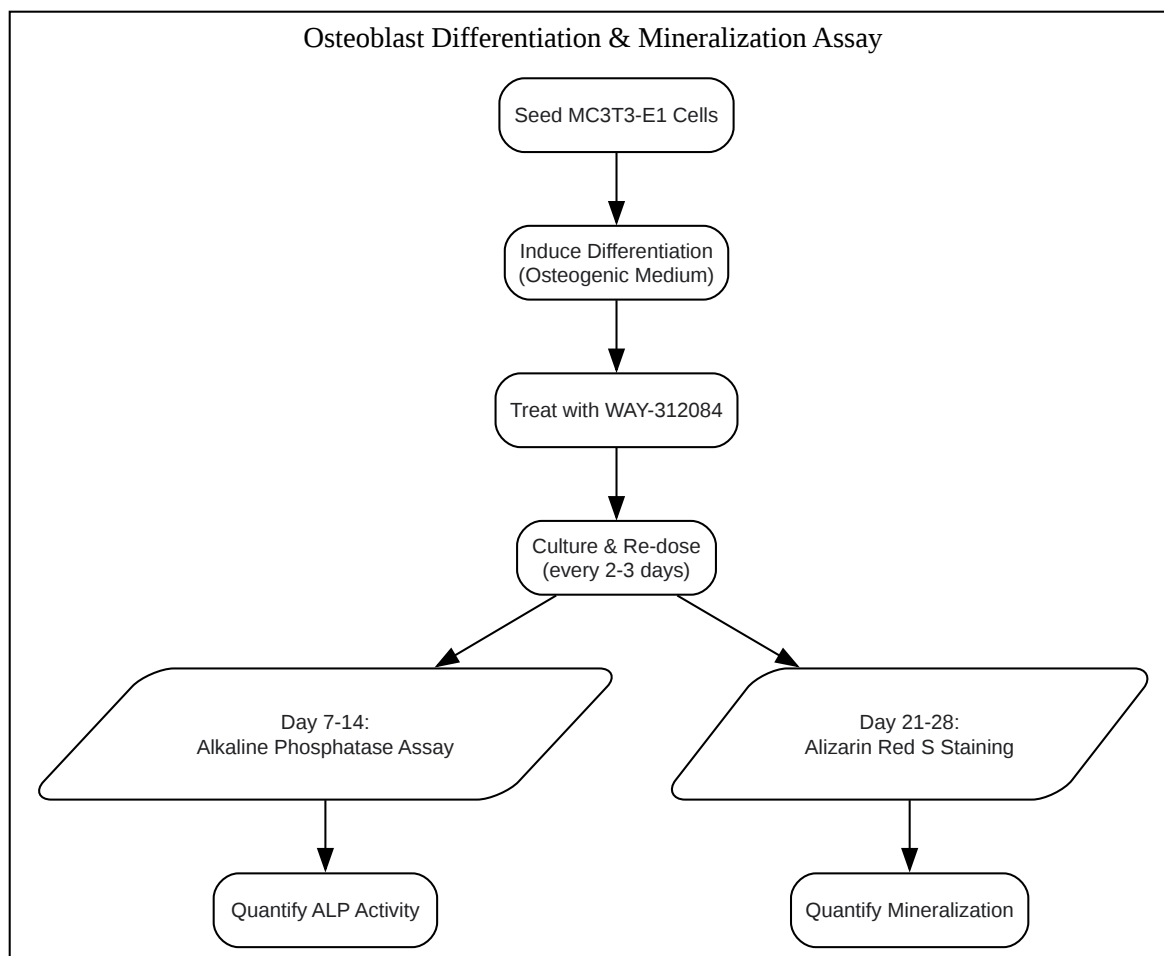 Osteoblast Differentiation & Mineralization Assay
Seed MC3T3-E1 Cells
Induce Differentiation
(Osteogenic Medium)
Treat with WAY-312084
Culture & Re-dose
(every 2-3 days)
Day 7-14:
Alkaline Phosphatase Assay
Day 21-28:
Alizarin Red S Staining
Quantify ALP Activity
Quantify Mineralization